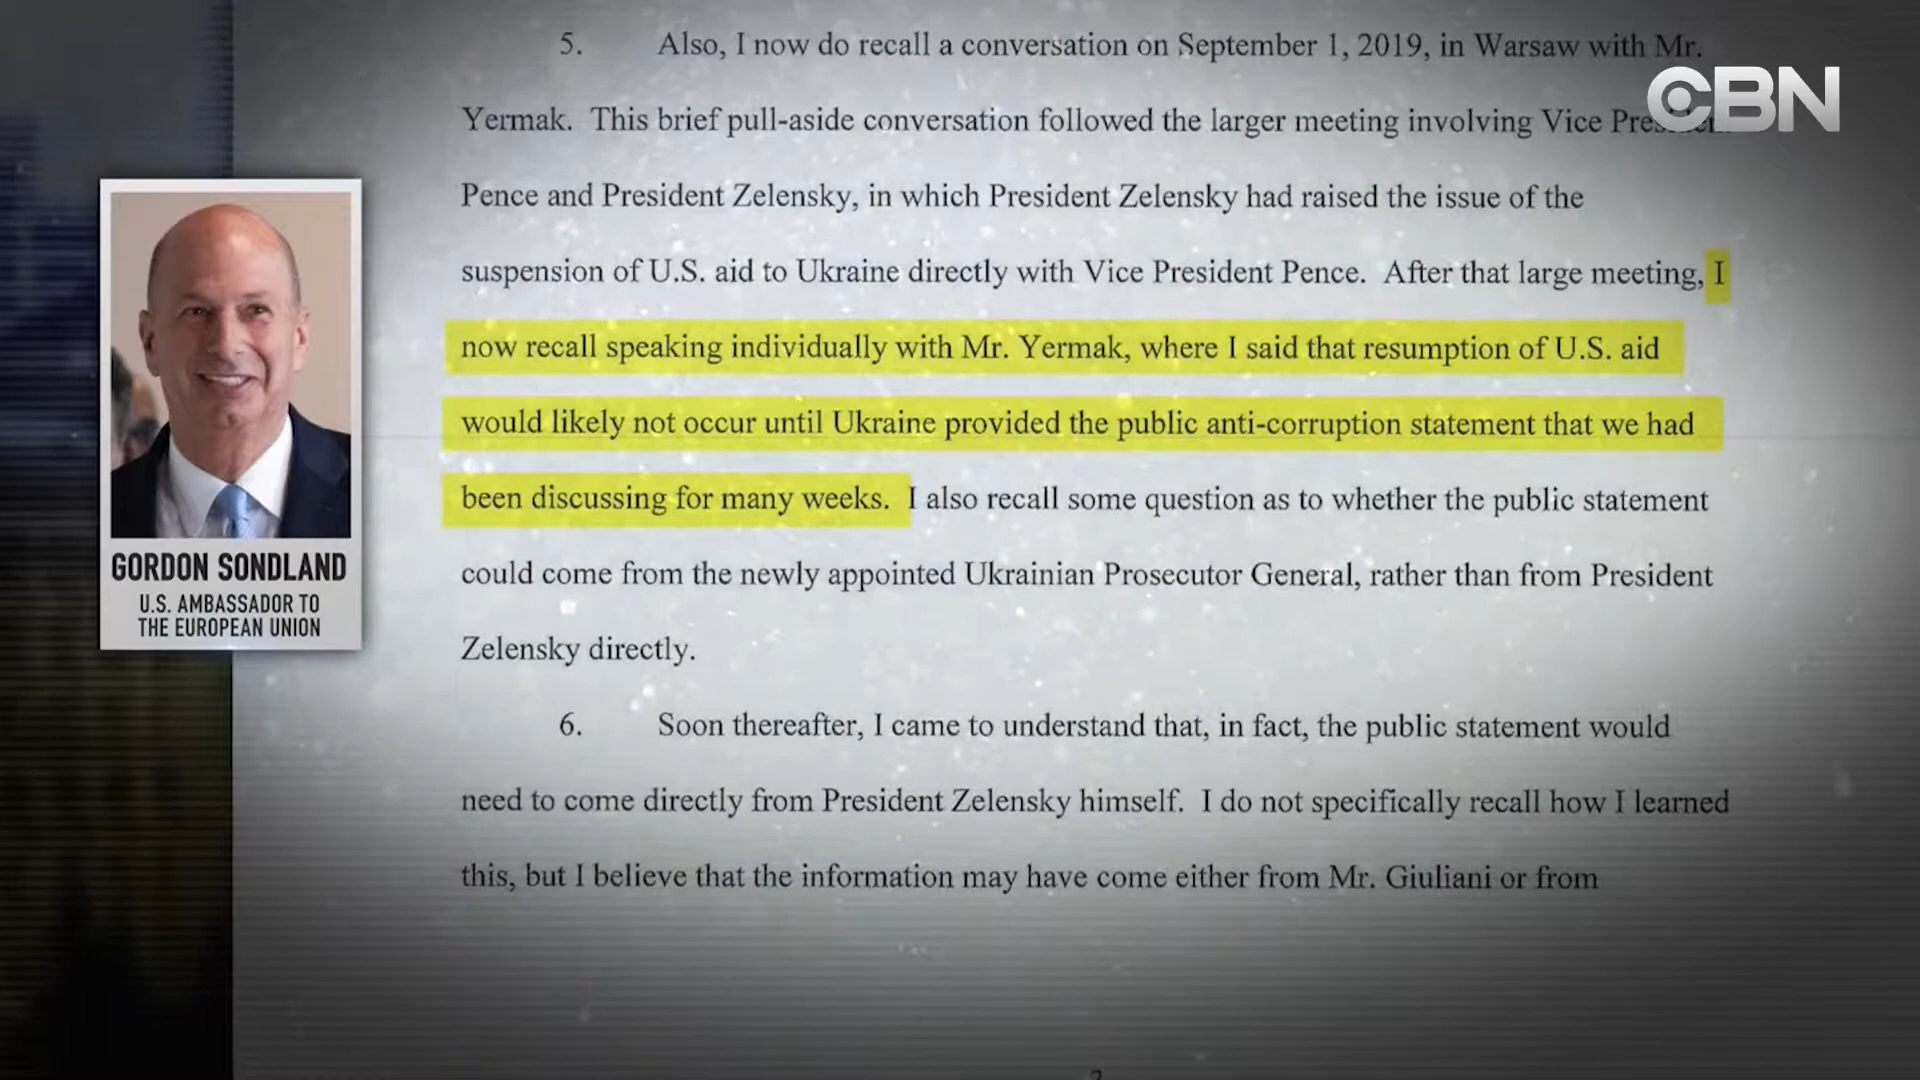 5. Also, I now do recall a conversation on September 1, 2019, in Warsaw with Mr.
CBN
Yermak. This brief pull-aside conversation followed the larger meeting involving Vice President
Pence and President Zelensky, in which President Zelensky had raised the issue of the
suspension of U.S. aid to Ukraine directly with Vice President Pence. After that large meeting, I
now recall speaking individually with Mr. Yermak, where I said that resumption of U.S. aid
would likely not occur until Ukraine provided the public anti-corruption statement that we had
been discussing for many weeks. I also recall some question as to whether the public statement
could come from the newly appointed Ukrainian Prosecutor General, rather than from President
Zelensky directly.
6. Soon thereafter, I came to understand that, in fact, the public statement would
need to come directly from President Zelensky himself. I do not specifically recall how I learned
this, but I believe that the information may have come either from Mr. Giuliani or from
GORDON SONDLAND
U.S. AMBASSADOR TO
THE EUROPEAN UNION